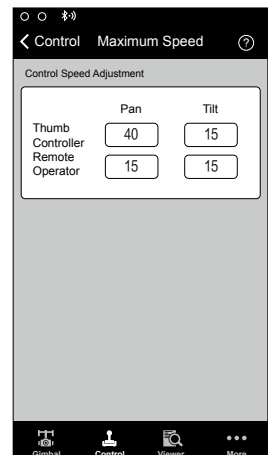 Control Maximum Speed ?
Control Speed Adjustment
Pan Tilt
Thumb
Controller 40 15
Remote
Operator 15 15
Gimbal Control Viewer More